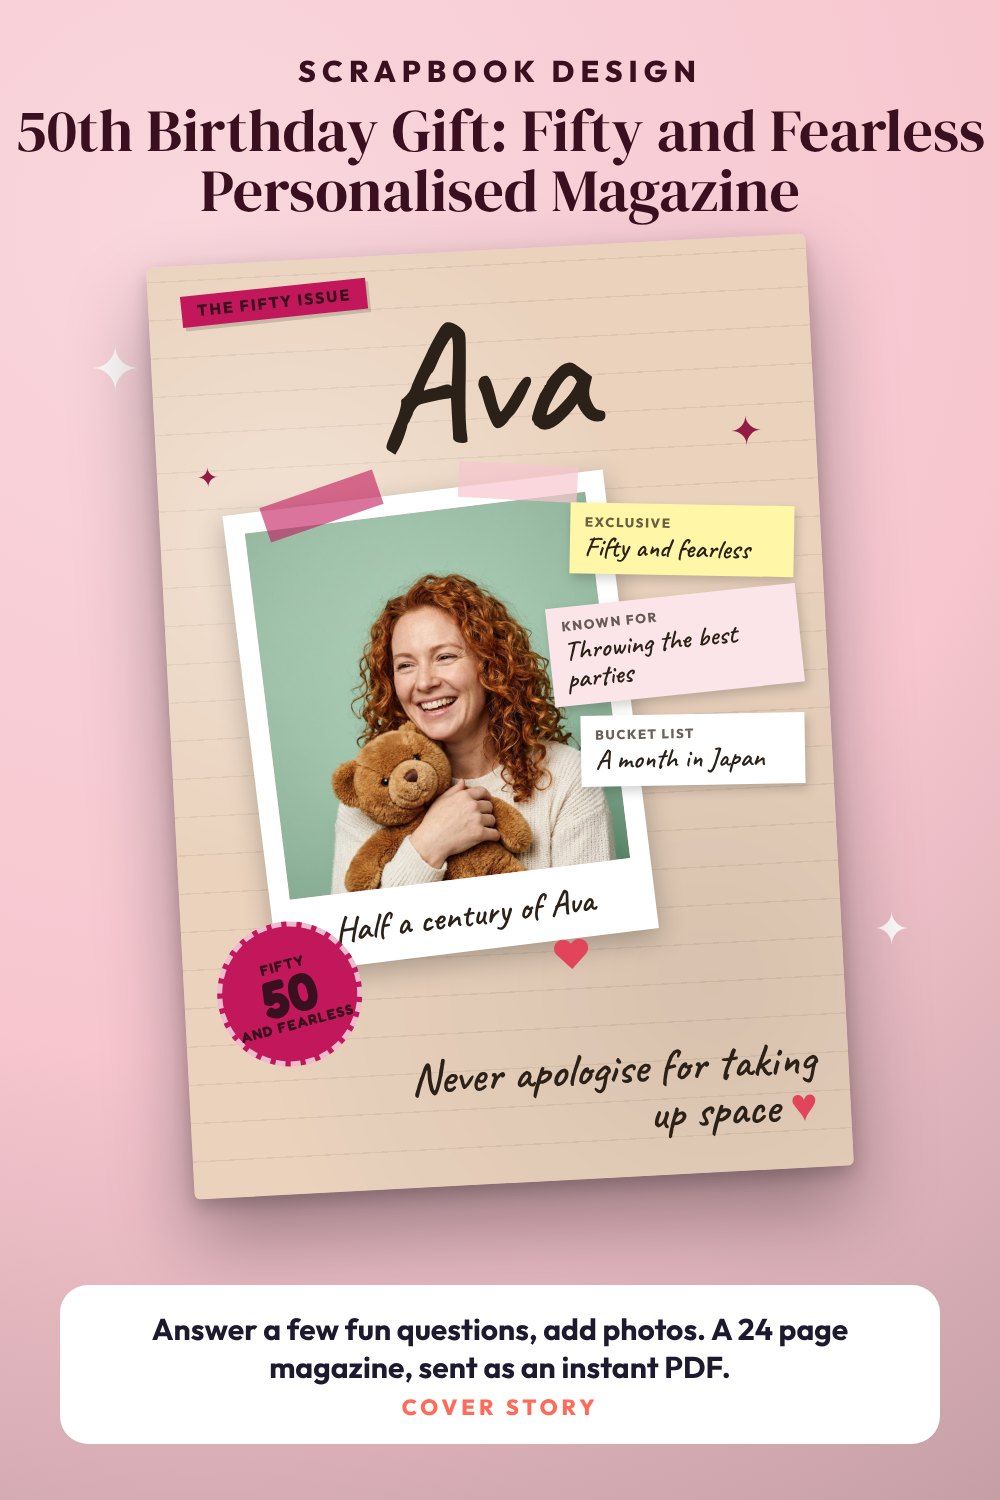 SCRAPBOOK DESIGN
50th Birthday Gift: Fifty and Fearless
Personalised Magazine
THE FIFTY ISSUE
Ava
EXCLUSIVE
Fifty and fearless
KNOWN FOR
Throwing the best
parties
BUCKET LIST
A month in Japan
Half a century of Ava
FIFTY
50
AND FEARLESS
Never apologise for taking
up space ♥
Answer a few fun questions, add photos. A 24 page
magazine, sent as an instant PDF.
COVER STORY